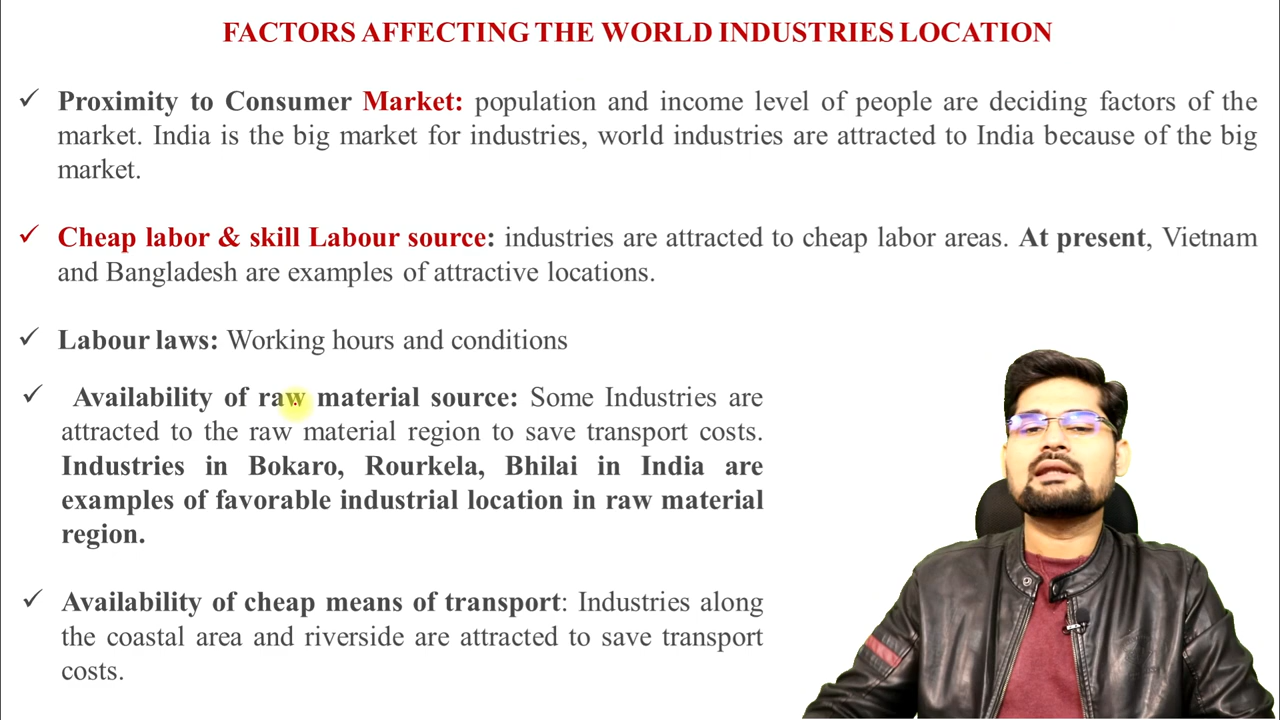 FACTORS AFFECTING THE WORLD INDUSTRIES LOCATION
✓ Proximity to Consumer Market: population and income level of people are deciding factors of the
market. India is the big market for industries, world industries are attracted to India because of the big
market.
✓ Cheap labor & skill Labour source: industries are attracted to cheap labor areas. At present, Vietnam
and Bangladesh are examples of attractive locations.
✓ Labour laws: Working hours and conditions
✓ Availability of raw material source: Some Industries are
attracted to the raw material region to save transport costs.
Industries in Bokaro, Rourkela, Bhilai in India are
examples of favorable industrial location in raw material
region.
✓ Availability of cheap means of transport: Industries along
the coastal area and riverside are attracted to save transport
costs.